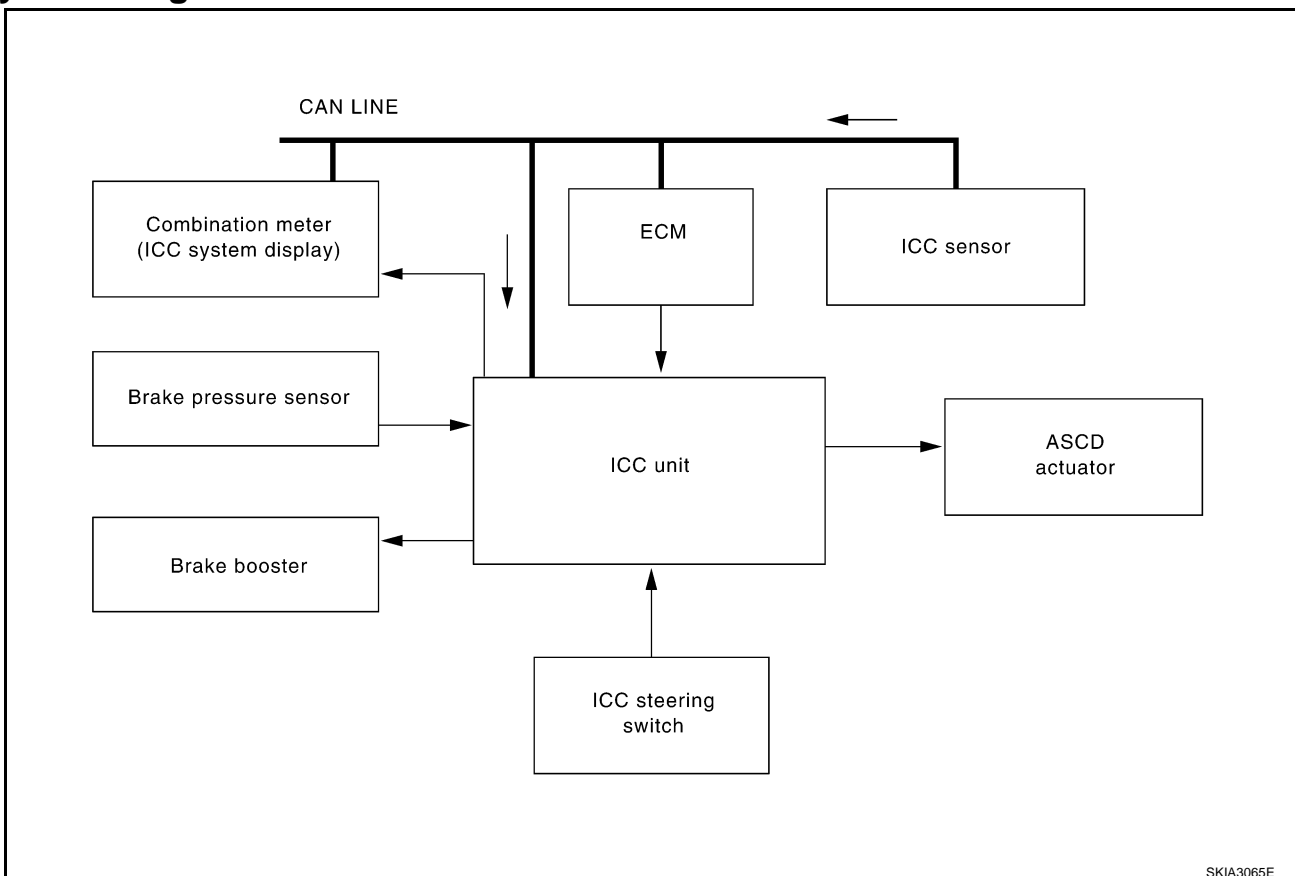 CAN LINE
Combination meter
(ICC system display)
ECM
ICC sensor
Brake pressure sensor
ICC unit
ASCD
actuator
Brake booster
ICC steering
switch
SKIA3065E